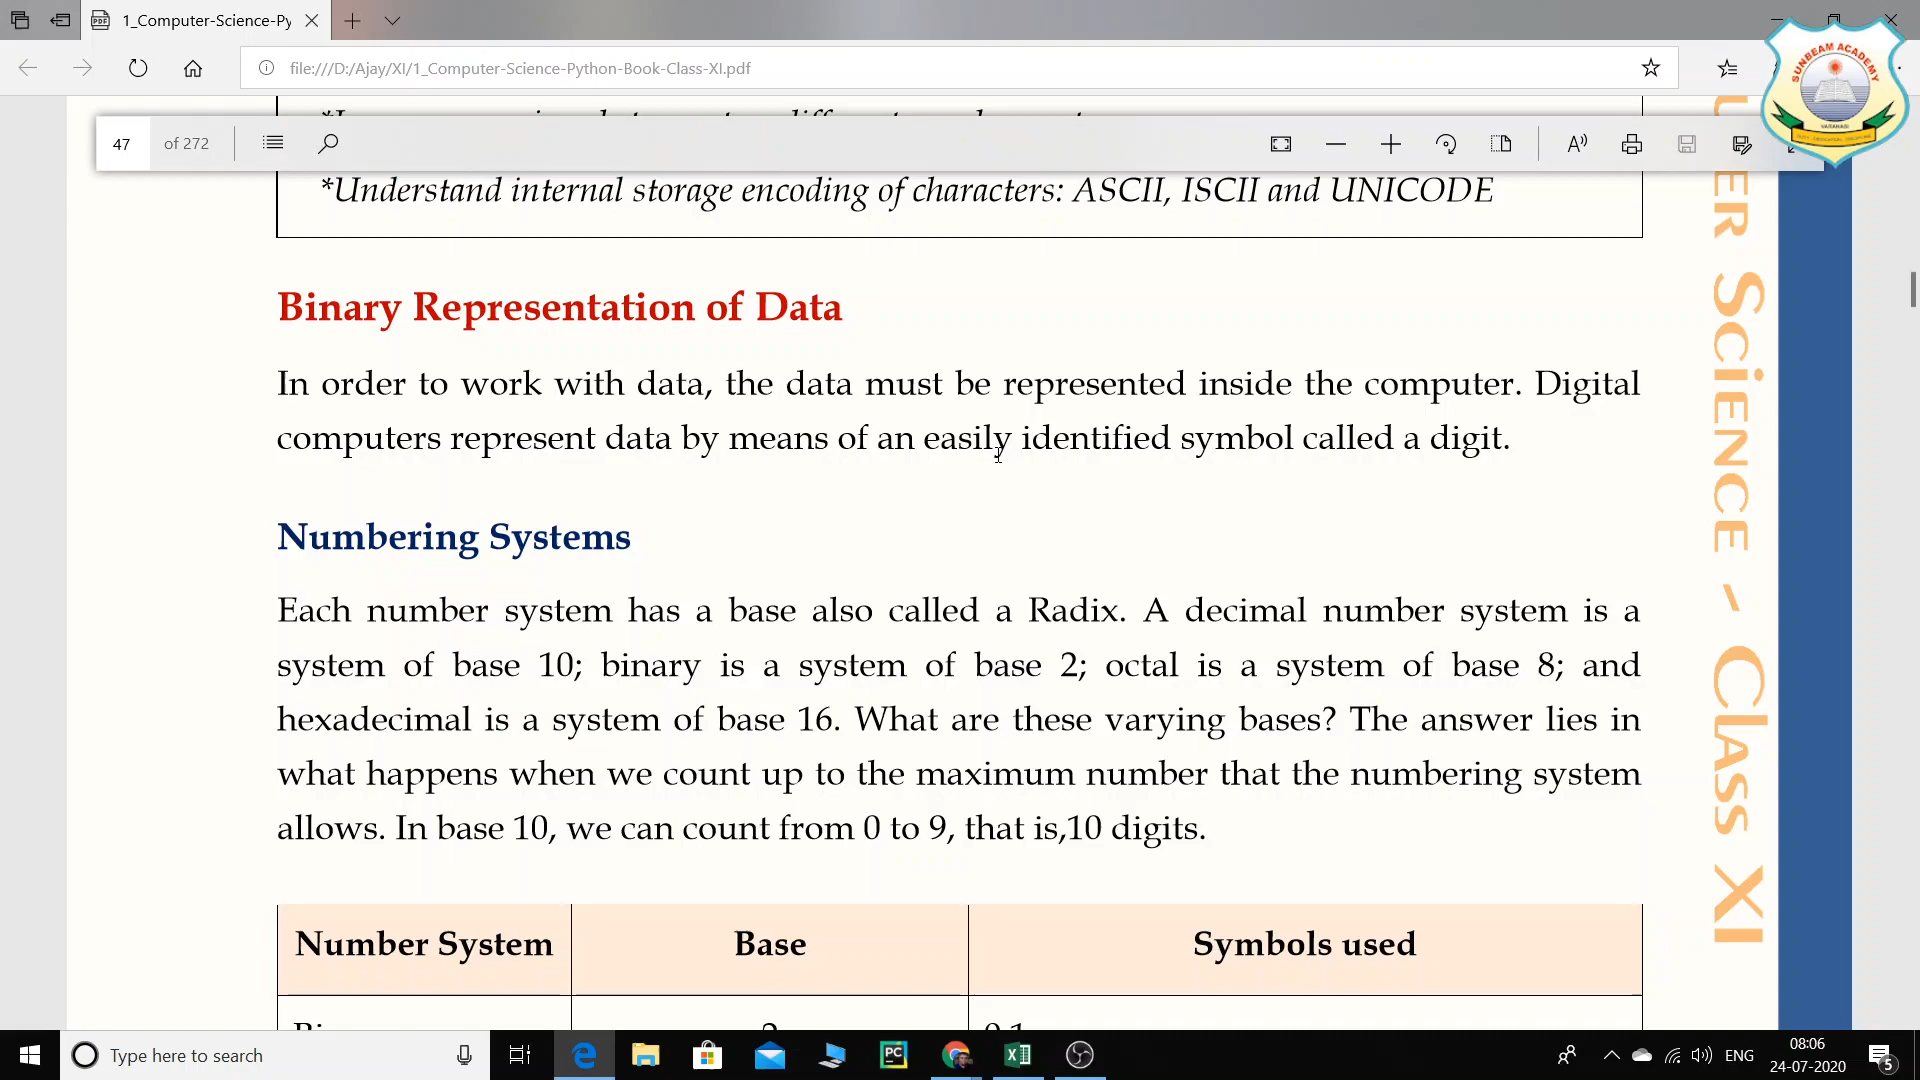 1_Computer-Science-Py
file:///D:/Ajay/XI/1_Computer-Science-Python-Book-Class-XI.pdf
SUNBEAM ACADEMY
VARANASI
47 of 272
*Understand internal storage encoding of characters: ASCII, ISCII and UNICODE
Binary Representation of Data
In order to work with data, the data must be represented inside the computer. Digital
computers represent data by means of an easily identified symbol called a digit.
Numbering Systems
Each number system has a base also called a Radix. A decimal number system is a
system of base 10; binary is a system of base 2; octal is a system of base 8; and
hexadecimal is a system of base 16. What are these varying bases? The answer lies in
what happens when we count up to the maximum number that the numbering system
allows. In base 10, we can count from 0 to 9, that is,10 digits.
Number System Base Symbols used
2 0,1
Science - Class XI
Type here to search
PC
ENG
08:06
24-07-2020
5